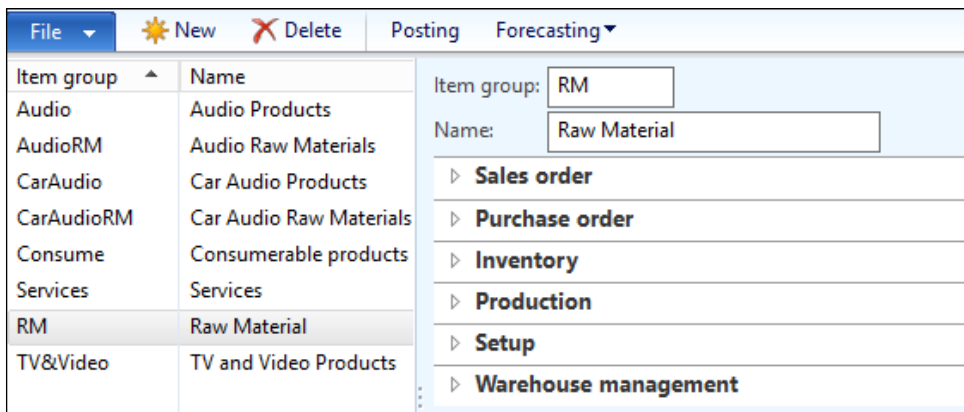 File New Delete Posting Forecasting
Item group Name
Audio Audio Products
AudioRM Audio Raw Materials
CarAudio Car Audio Products
CarAudioRM Car Audio Raw Materials
Consume Consumerable products
Services Services
RM Raw Material
TV&Video TV and Video Products
Item group: RM
Name: Raw Material
Sales order
Purchase order
Inventory
Production
Setup
Warehouse management